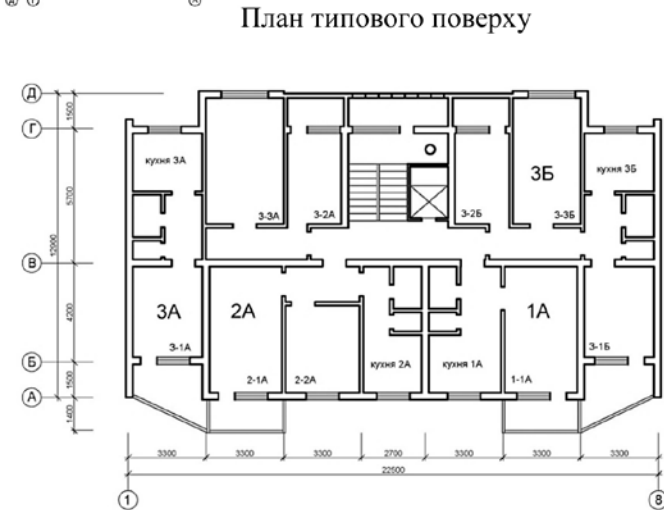 План типового поверху
Д
Г
В
Б
А
1500
5700
4200
1500
1400
12000
кухня 3А
3-3А
3-2А
3-2Б
3Б
3-3Б
кухня 3Б
3А
3-1А
2А
2-1А
2-2А
кухня 2А
кухня 1А
1А
1-1А
3-1Б
3300
3300
3300
2700
3300
3300
3300
22500
1
8